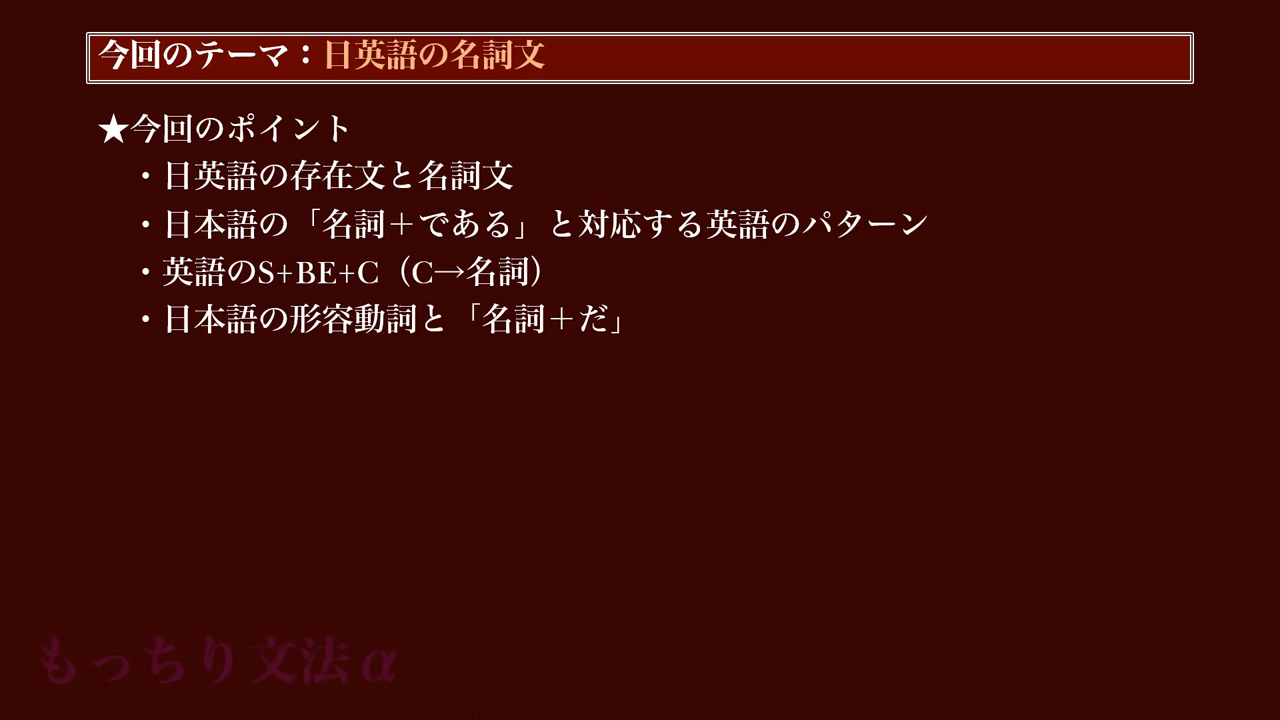 今回のテーマ：日英語の名詞文
★今回のポイント
・日英語の存在文と名詞文
・日本語の「名詞＋である」と対応する英語のパターン
・英語のS+BE+C（C→名詞）
・日本語の形容動詞と「名詞＋だ」
もっちり文法α